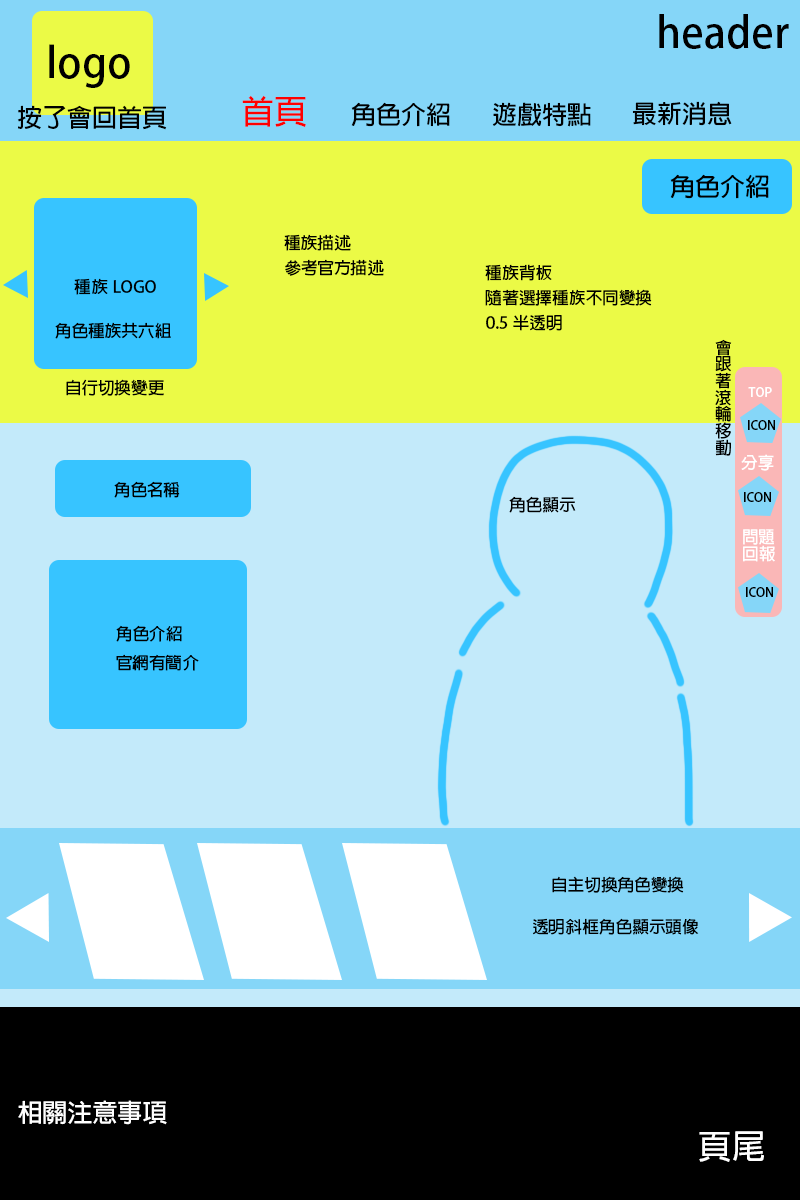 header
logo
按了會回首頁
首頁
角色介紹
遊戲特點
最新消息
角色介紹
種族描述
參考官方描述
種族背板
隨著選擇種族不同變換
0.5 半透明
種族 LOGO
角色種族共六組
自行切換變更
會跟著滾輪移動
TOP
ICON
分享
ICON
問題
回報
ICON
角色名稱
角色顯示
角色介紹
官網有簡介
自主切換角色變換
透明斜框角色顯示頭像
相關注意事項
頁尾